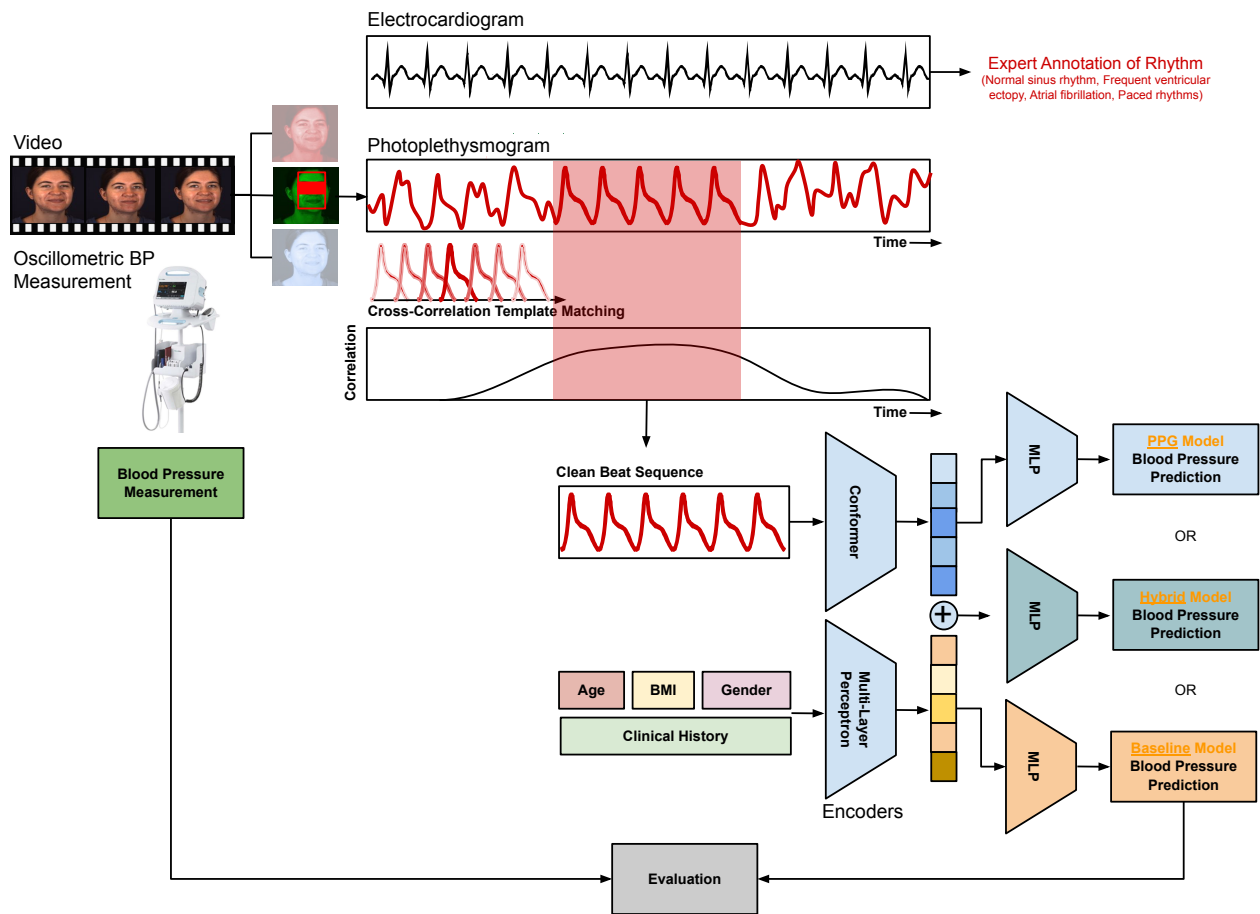 Electrocardiogram
Expert Annotation of Rhythm
(Normal sinus rhythm, Frequent ventricular
ectopy, Atrial fibrillation, Paced rhythms)
Video
Photoplethysmogram
Time
Oscillometric BP
Measurement
Cross-Correlation Template Matching
Correlation
Time
Blood Pressure
Measurement
Clean Beat Sequence
Conformer
MLP
PPG Model
Blood Pressure
Prediction
OR
+
MLP
Hybrid Model
Blood Pressure
Prediction
OR
Age
BMI
Gender
Clinical History
Multi-Layer
Perceptron
MLP
Baseline Model
Blood Pressure
Prediction
Encoders
Evaluation